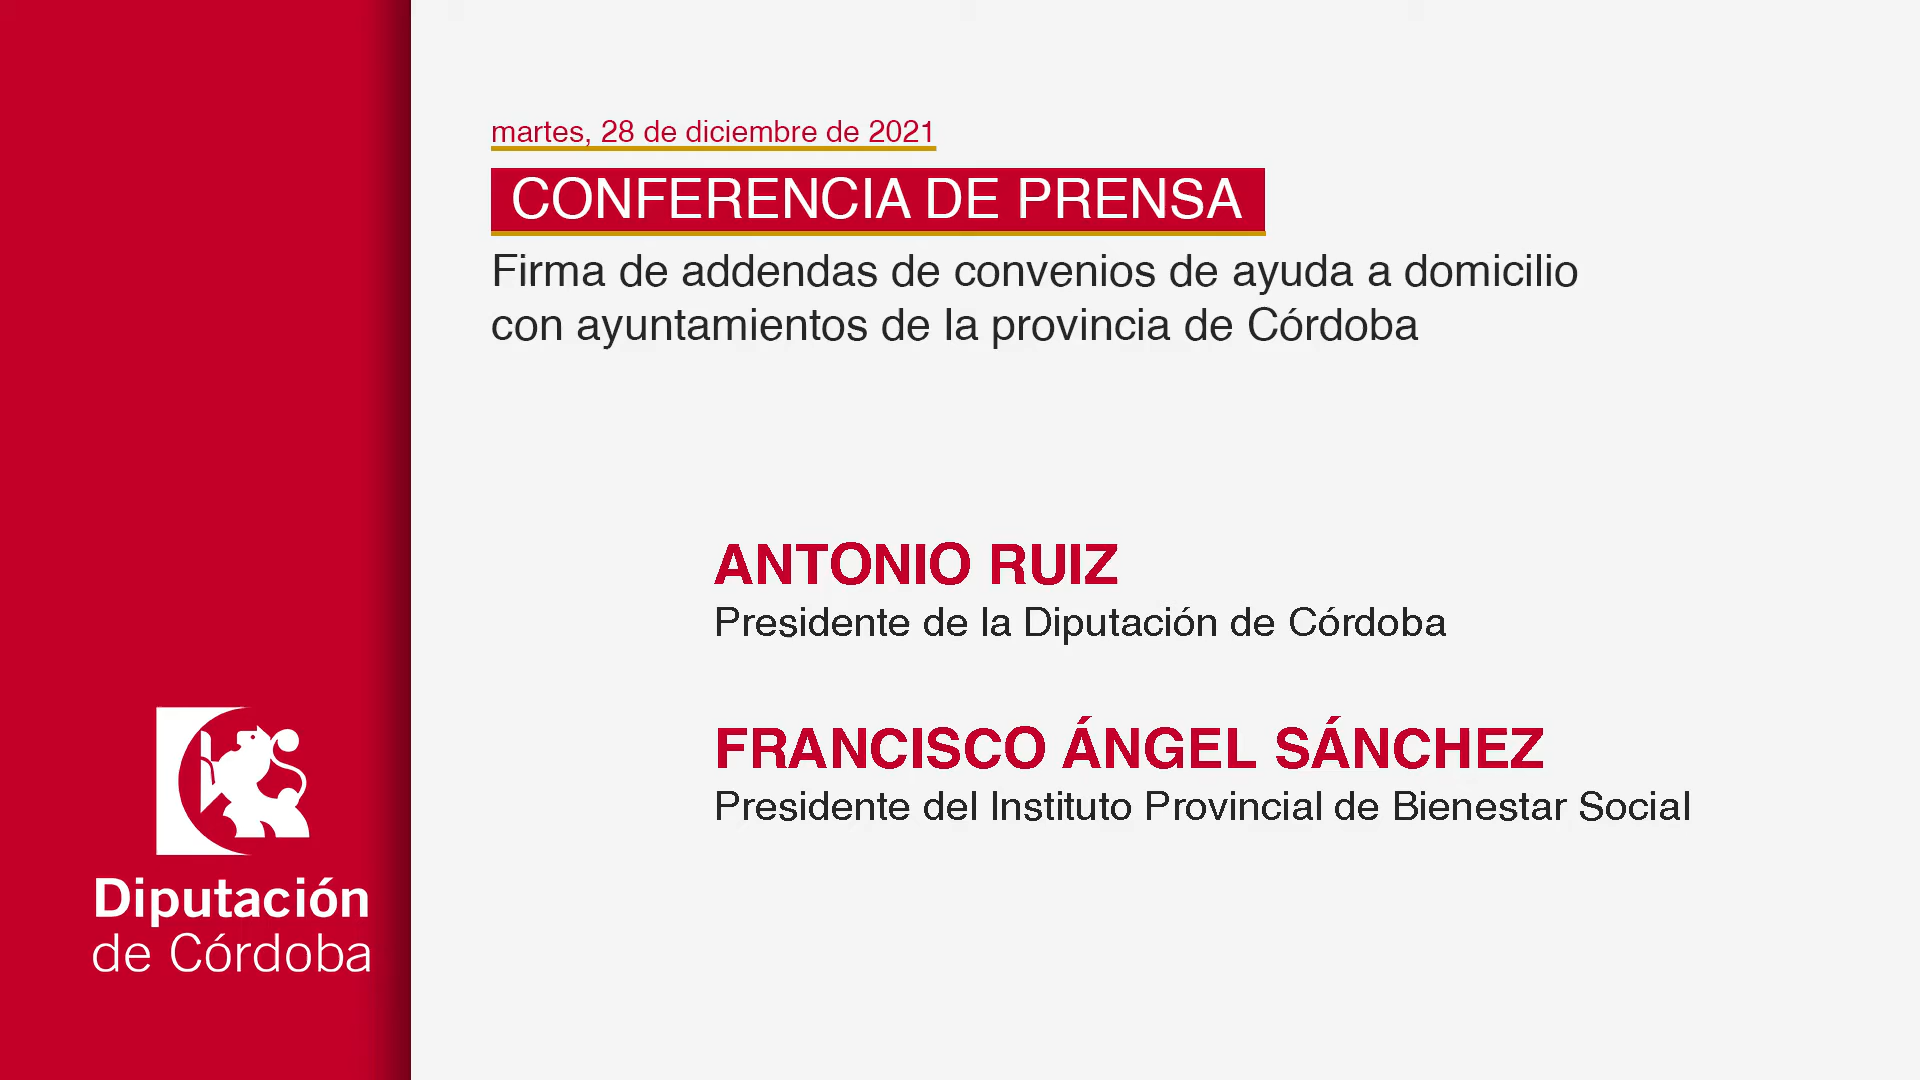 martes, 28 de diciembre de 2021
CONFERENCIA DE PRENSA
Firma de addendas de convenios de ayuda a domicilio
con ayuntamientos de la provincia de Córdoba
ANTONIO RUIZ
Presidente de la Diputación de Córdoba
FRANCISCO ÁNGEL SÁNCHEZ
Presidente del Instituto Provincial de Bienestar Social
Diputación
de Córdoba